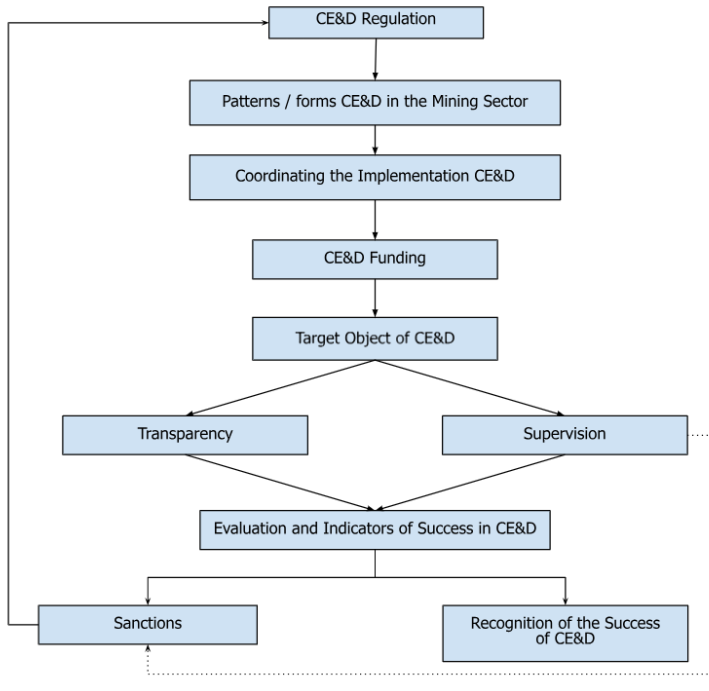 CE&D Regulation
Patterns / forms CE&D in the Mining Sector
Coordinating the Implementation CE&D
CE&D Funding
Target Object of CE&D
Transparency
Supervision
Evaluation and Indicators of Success in CE&D
Sanctions
Recognition of the Success
of CE&D